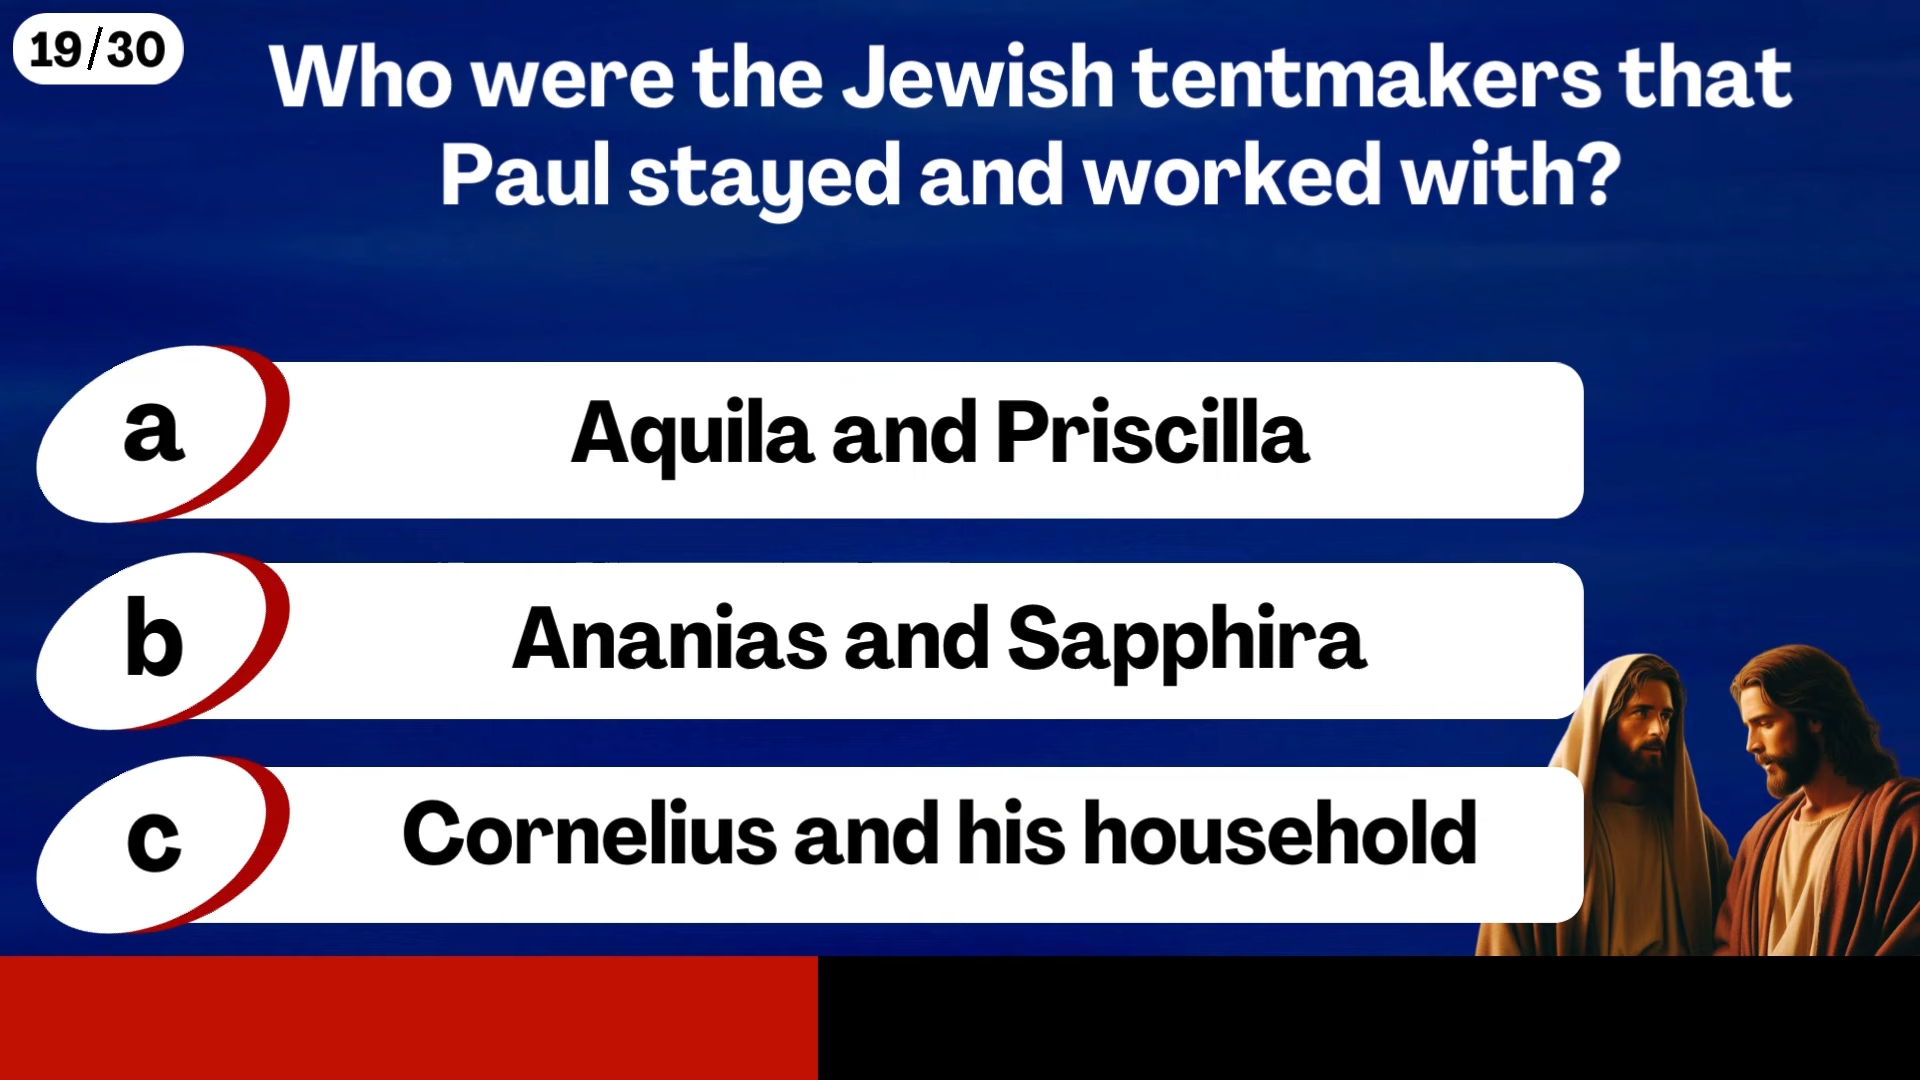 19/30
Who were the Jewish tentmakers that
Paul stayed and worked with?
a
Aquila and Priscilla
b
Ananias and Sapphira
c
Cornelius and his household